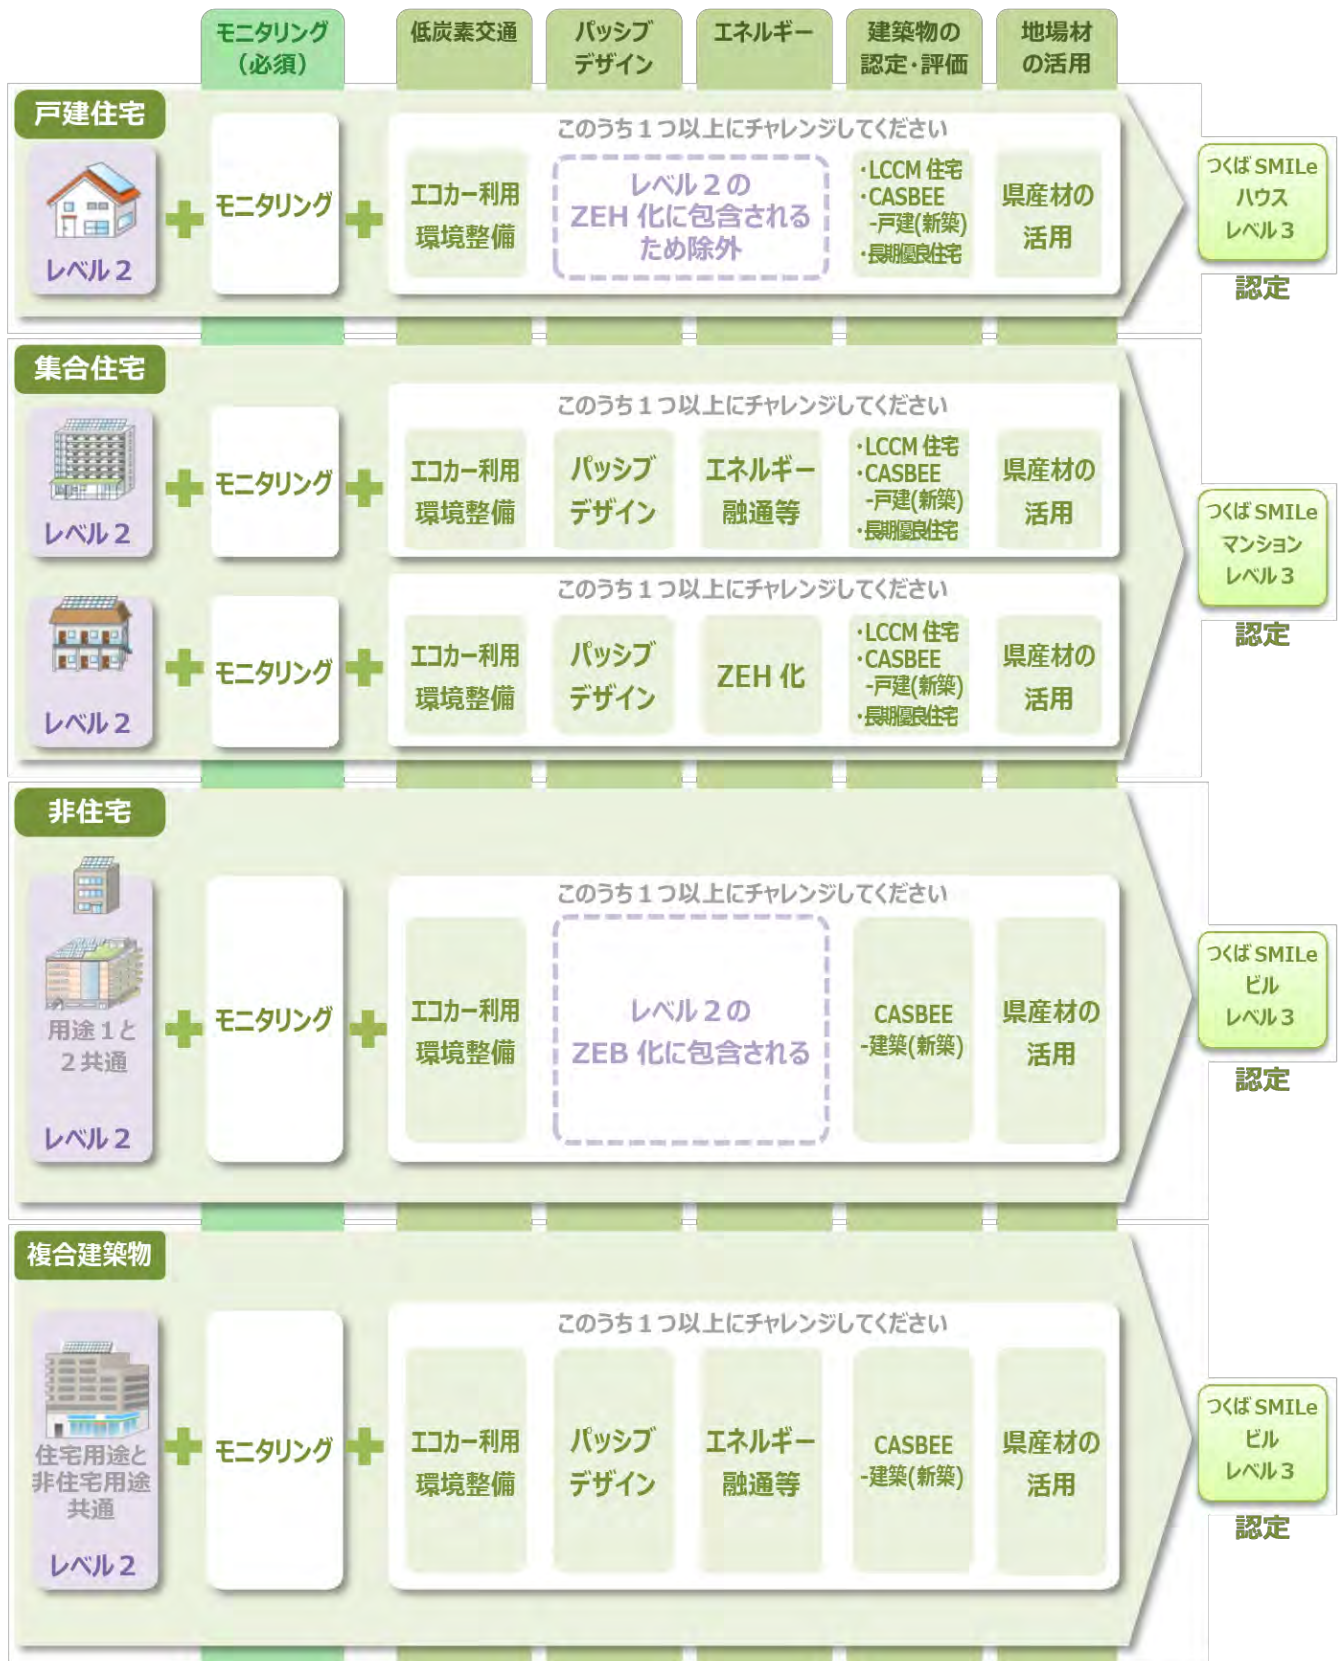 モニタリング
(必須)
低炭素交通
パッシブ
デザイン
エネルギー
建築物の
認定・評価
地場材
の活用
戸建住宅
レベル2
モニタリング
このうち1つ以上にチャレンジしてください
エコカー利用
環境整備
レベル2の
ZEH 化に包含される
ため除外
・LCCM 住宅
・CASBEE
-戸建(新築)
・長期優良住宅
県産材の
活用
つくば SMILe
ハウス
レベル3
認定
集合住宅
レベル2
モニタリング
このうち1つ以上にチャレンジしてください
エコカー利用
環境整備
パッシブ
デザイン
エネルギー
融通等
・LCCM 住宅
・CASBEE
-戸建(新築)
・長期優良住宅
県産材の
活用
レベル2
モニタリング
このうち1つ以上にチャレンジしてください
エコカー利用
環境整備
パッシブ
デザイン
ZEH 化
・LCCM 住宅
・CASBEE
-戸建(新築)
・長期優良住宅
県産材の
活用
つくば SMILe
マンション
レベル3
認定
非住宅
用途1と
2共通
レベル2
モニタリング
このうち1つ以上にチャレンジしてください
エコカー利用
環境整備
レベル2の
ZEB 化に包含される
CASBEE
-建築(新築)
県産材の
活用
つくば SMILe
ビル
レベル3
認定
複合建築物
住宅用途と
非住宅用途
共通
レベル2
モニタリング
このうち1つ以上にチャレンジしてください
エコカー利用
環境整備
パッシブ
デザイン
エネルギー
融通等
CASBEE
-建築(新築)
県産材の
活用
つくば SMILe
ビル
レベル3
認定